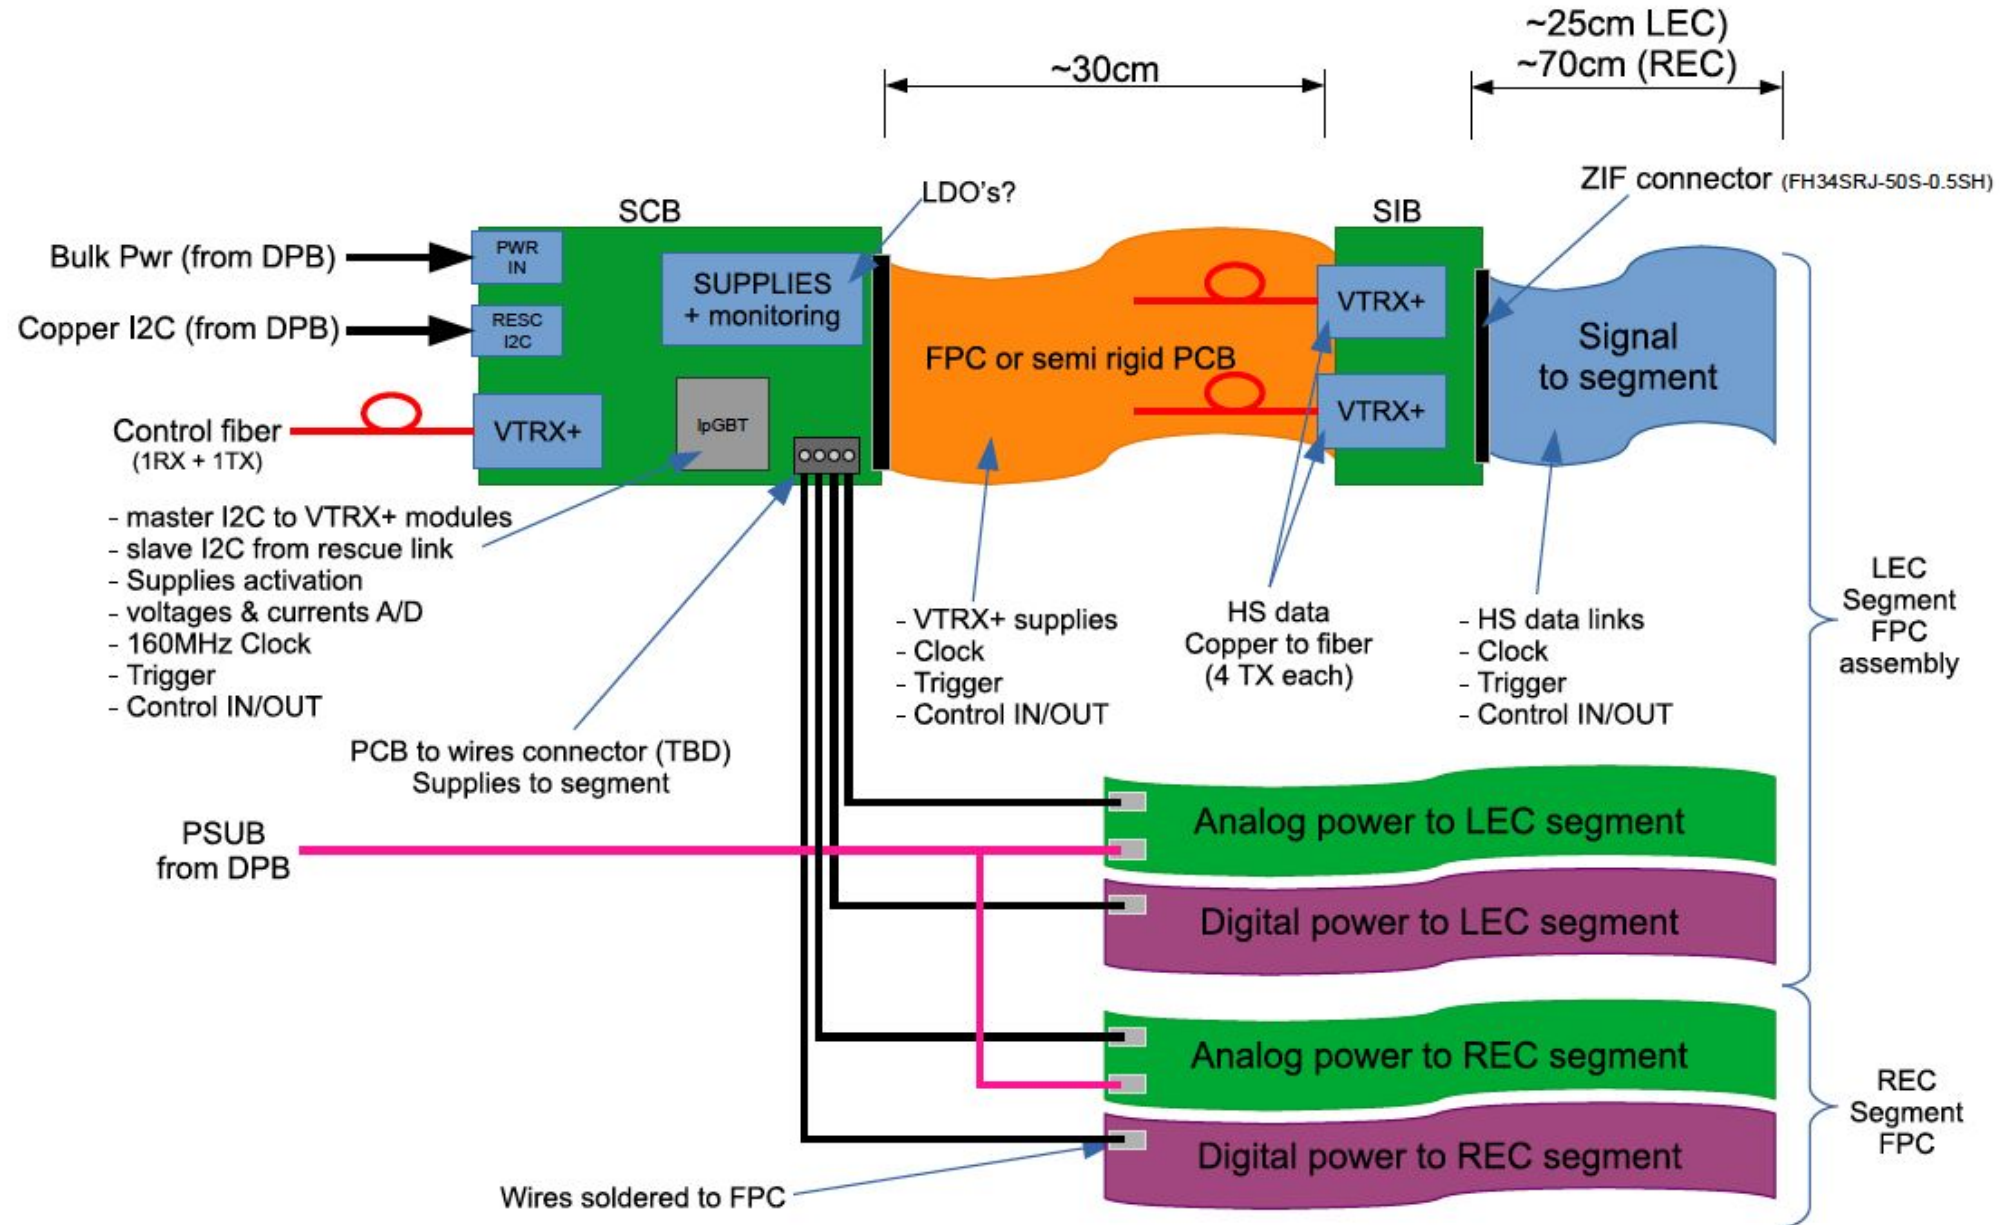 ~25cm LEC)
~70cm (REC)
~30cm
ZIF connector (FH34SRJ-50S-0.5SH)
LDO's?
SCB
SIB
Bulk Pwr (from DPB)
PWR
IN
SUPPLIES
+ monitoring
VTRX+
Copper I2C (from DPB)
RESC
I2C
FPC or semi rigid PCB
Signal
to segment
Control fiber
(1RX + 1TX)
VTRX+
lpGBT
VTRX+
- master I2C to VTRX+ modules
- slave I2C from rescue link
- Supplies activation
- voltages & currents A/D
- 160MHz Clock
- Trigger
- Control IN/OUT
- VTRX+ supplies
- Clock
- Trigger
- Control IN/OUT
HS data
Copper to fiber
(4 TX each)
- HS data links
- Clock
- Trigger
- Control IN/OUT
LEC
Segment
FPC
assembly
PCB to wires connector (TBD)
Supplies to segment
PSUB
from DPB
Analog power to LEC segment
Digital power to LEC segment
Analog power to REC segment
Digital power to REC segment
REC
Segment
FPC
Wires soldered to FPC